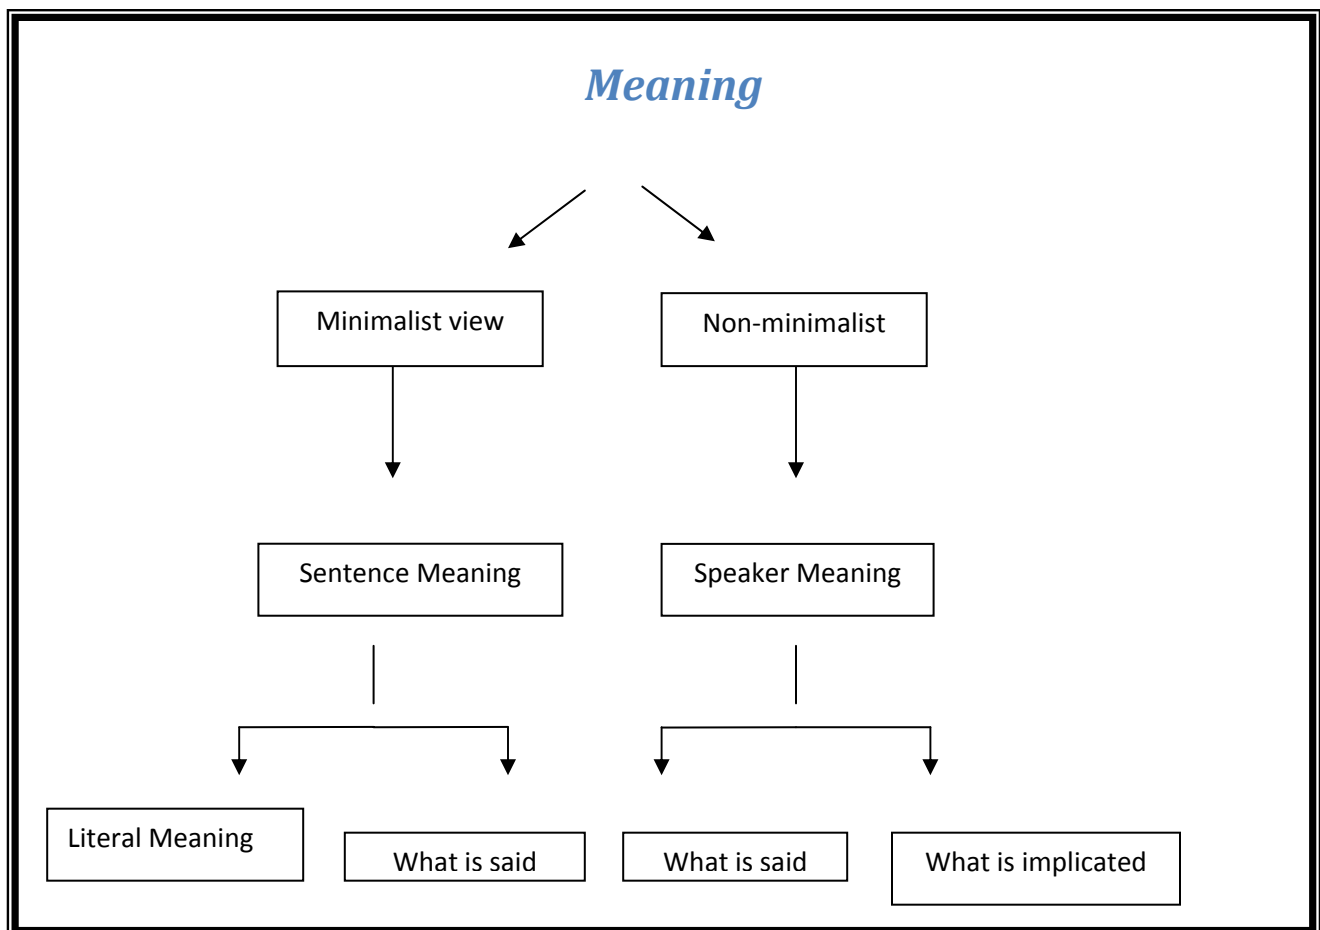 Meaning
Minimalist view
Non-minimalist
Sentence Meaning
Speaker Meaning
Literal Meaning
What is said
What is said
What is implicated